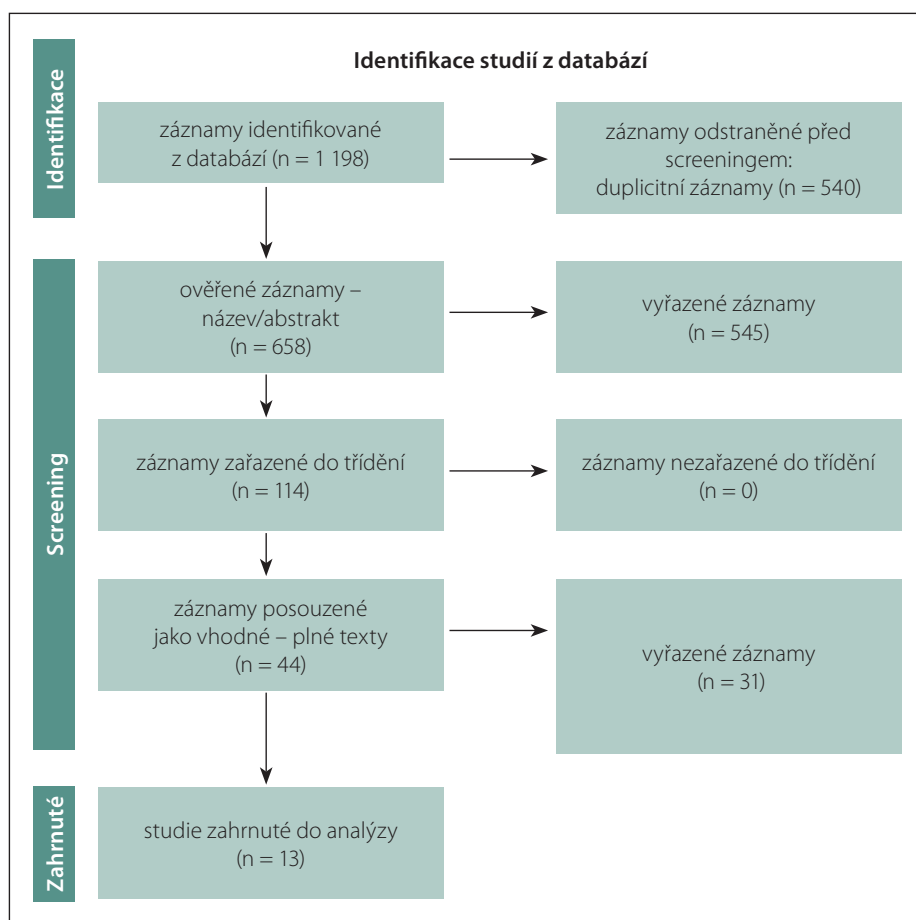 Identifikace studií z databází
Identifikace
záznamy identifikované
z databází (n = 1 198)
záznamy odstraněné před
screeningem:
duplicitní záznamy (n = 540)
Screening
ověřené záznamy –
název/abstrakt
(n = 658)
vyřazené záznamy
(n = 545)
záznamy zařazené do třídění
(n = 114)
záznamy nezařazené do třídění
(n = 0)
záznamy posouzené
jako vhodné – plné texty
(n = 44)
vyřazené záznamy
(n = 31)
Zahrnuté
studie zahrnuté do analýzy
(n = 13)